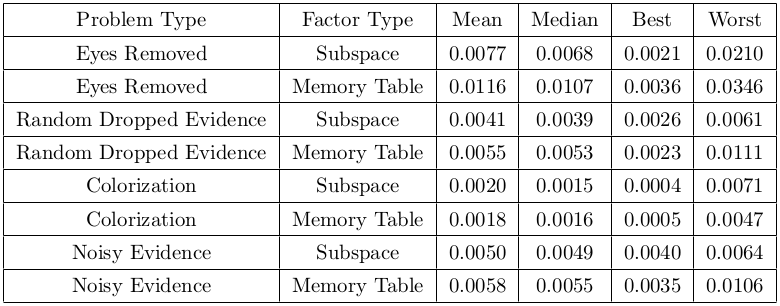 Problem Type Factor Type Mean Median Best Worst
Eyes Removed Subspace 0.0077 0.0068 0.0021 0.0210
Eyes Removed Memory Table 0.0116 0.0107 0.0036 0.0346
Random Dropped Evidence Subspace 0.0041 0.0039 0.0026 0.0061
Random Dropped Evidence Memory Table 0.0055 0.0053 0.0023 0.0111
Colorization Subspace 0.0020 0.0015 0.0004 0.0071
Colorization Memory Table 0.0018 0.0016 0.0005 0.0047
Noisy Evidence Subspace 0.0050 0.0049 0.0040 0.0064
Noisy Evidence Memory Table 0.0058 0.0055 0.0035 0.0106